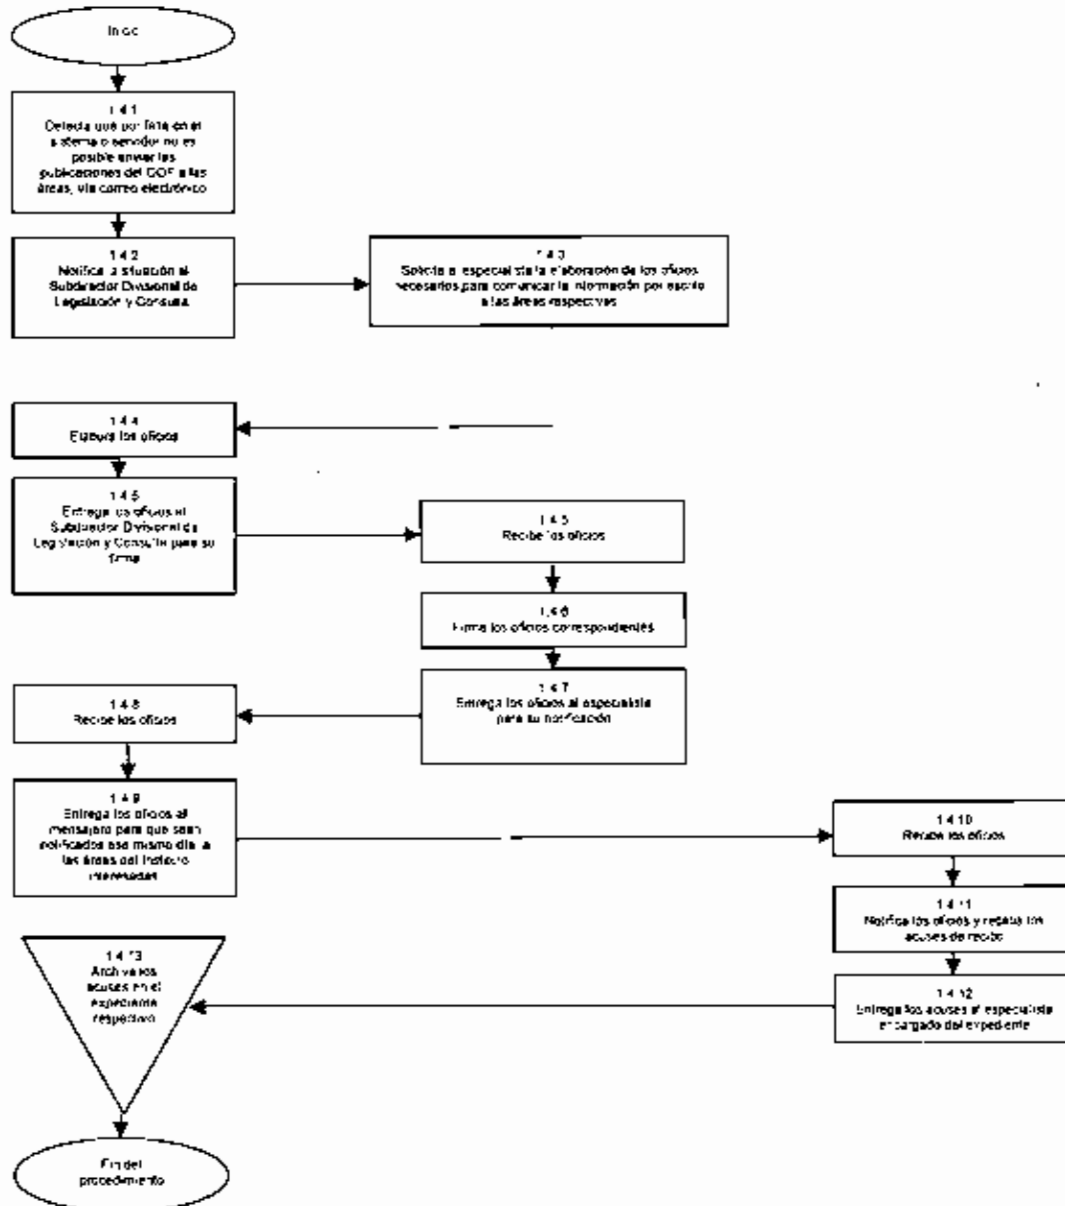 Inicio
1.4.1
Detecta que por falla en el
sistema o servidor no es
posible enviar las
publicaciones del DOF a las
áreas, vía correo electrónico
1.4.2
Notifica la situación al
Subdirector Divisional de
Legislación y Consulta
1.4.3
Solicita al especialista la elaboración de los oficios
necesarios para comunicar la información por escrito
a las áreas respectivas
1.4.4
Elabora los oficios
1.4.5
Entrega los oficios al
Subdirector Divisional de
Legislación y Consulta para su
firma
1.4.5
Recibe los oficios
1.4.6
Firma los oficios correspondientes
1.4.7
Entrega los oficios al especialista
para su notificación
1.4.8
Recibe los oficios
1.4.9
Entrega los oficios al
mensajero para que sean
notificados ese mismo día a
las áreas del Instituto
interesadas
1.4.10
Recibe los oficios
1.4.11
Notifica los oficios y recaba los
acuses de recibo
1.4.12
Entrega los acuses al especialista
encargado del expediente
1.4.13
Archiva los
acuses en el
expediente
respectivo
Fin del
procedimiento